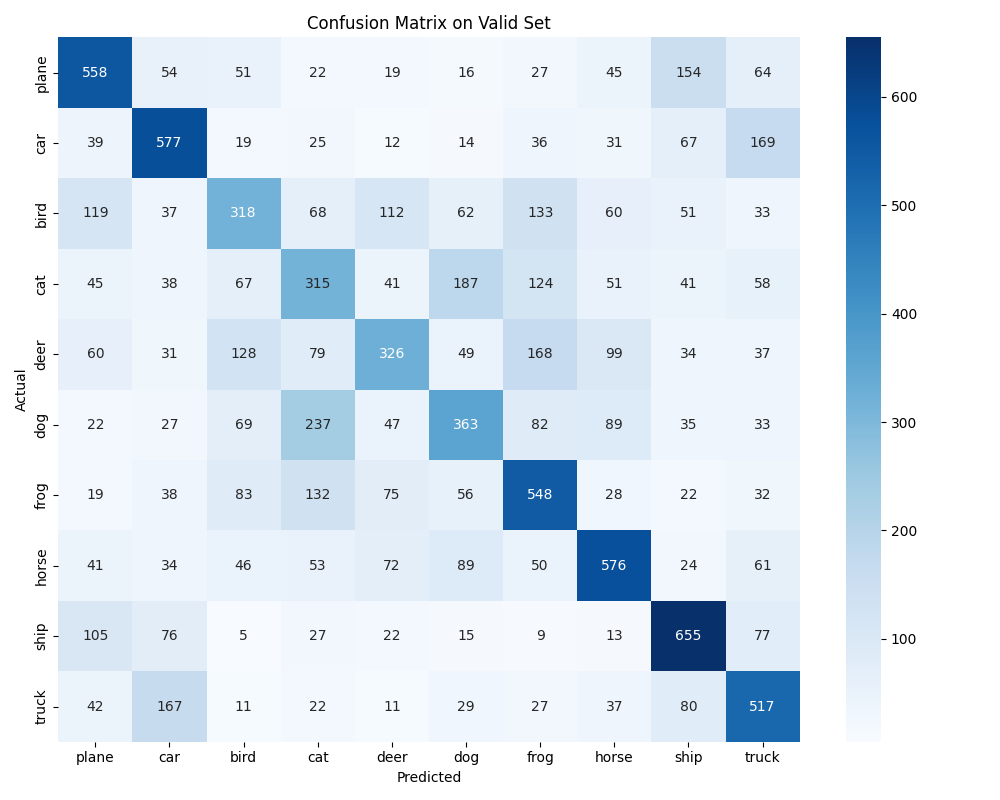 Confusion Matrix on Valid Set
plane 558 54 51 22 19 16 27 45 154 64
car 39 577 19 25 12 14 36 31 67 169
bird 119 37 318 68 112 62 133 60 51 33
cat 45 38 67 315 41 187 124 51 41 58
deer 60 31 128 79 326 49 168 99 34 37
dog 22 27 69 237 47 363 82 89 35 33
frog 19 38 83 132 75 56 548 28 22 32
horse 41 34 46 53 72 89 50 576 24 61
ship 105 76 5 27 22 15 9 13 655 77
truck 42 167 11 22 11 29 27 37 80 517
plane car bird cat deer dog frog horse ship truck
Predicted
Actual
600
500
400
300
200
100